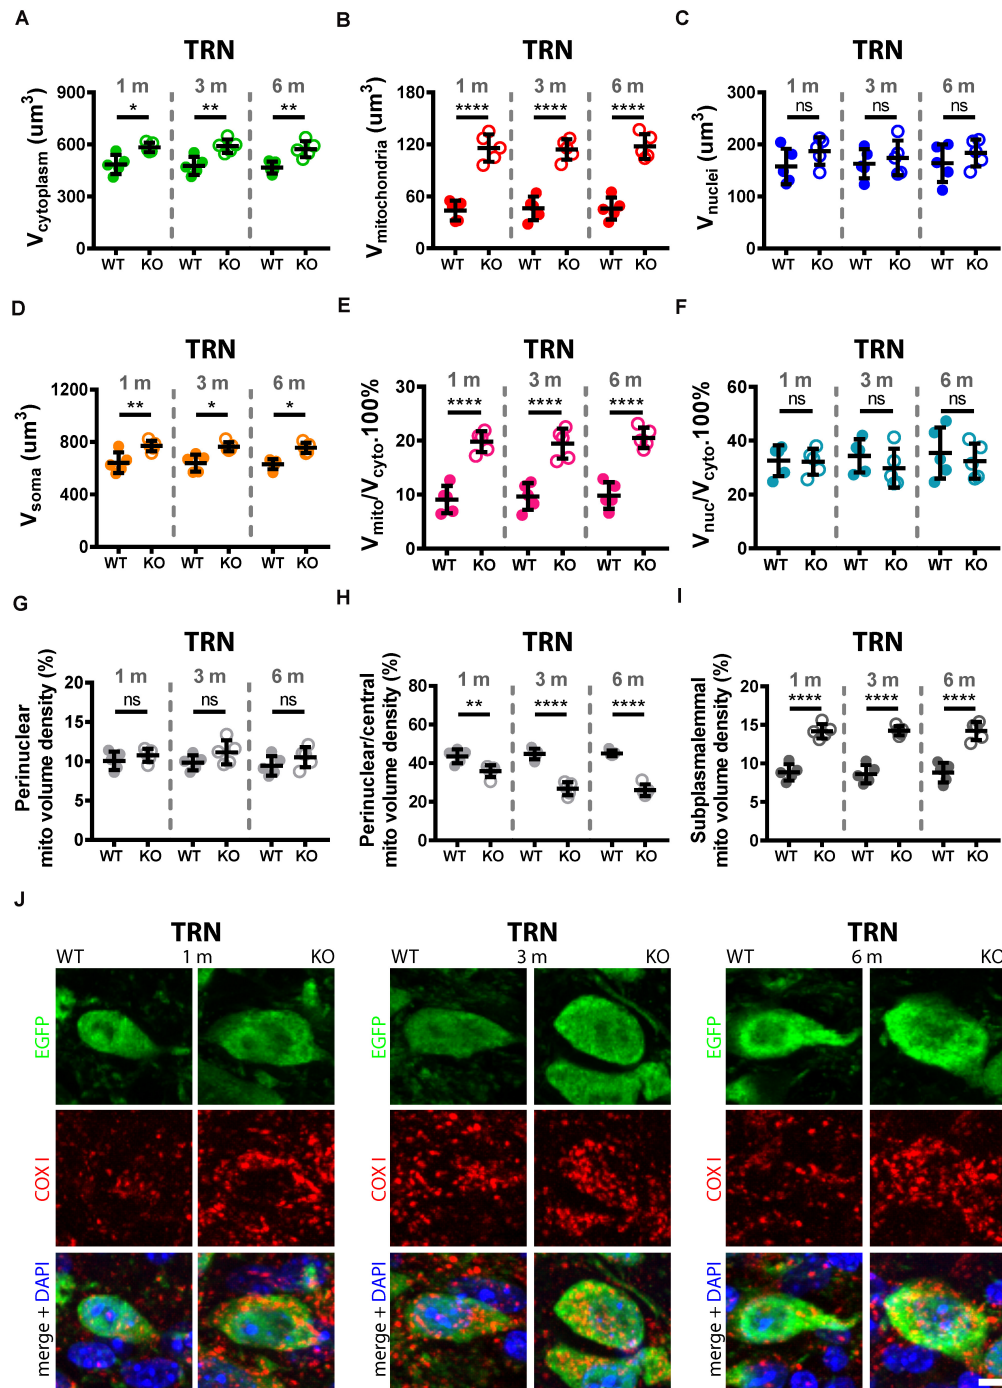 A
TRN
Vcytoplasm (um3)
1 m
3 m
6 m
*
**
**
900
600
300
0
WT
KO
WT
KO
WT
KO
B
TRN
Vmitochondria (um3)
1 m
3 m
6 m
****
****
****
180
120
60
0
WT
KO
WT
KO
WT
KO
C
TRN
Vnuclei (um3)
1 m
3 m
6 m
ns
ns
ns
300
200
100
0
WT
KO
WT
KO
WT
KO
D
TRN
Vsoma (um3)
1 m
3 m
6 m
**
*
*
1200
800
400
0
WT
KO
WT
KO
WT
KO
E
TRN
Vmito/Vcyto·100%
1 m
3 m
6 m
****
****
****
30
20
10
0
WT
KO
WT
KO
WT
KO
F
TRN
Vnuc/Vcyto·100%
1 m
3 m
6 m
ns
ns
ns
60
40
20
0
WT
KO
WT
KO
WT
KO
G
TRN
Perinuclear
mito volume density (%)
1 m
3 m
6 m
ns
ns
ns
20
15
10
5
0
WT
KO
WT
KO
WT
KO
H
TRN
Perinuclear/central
mito volume density (%)
1 m
3 m
6 m
**
****
****
80
60
40
20
0
WT
KO
WT
KO
WT
KO
I
TRN
Subplasmalemmal
mito volume density (%)
1 m
3 m
6 m
****
****
****
20
15
10
5
0
WT
KO
WT
KO
WT
KO
J
TRN
WT
1 m
KO
EGFP
COX I
merge + DAPI
TRN
WT
3 m
KO
EGFP
COX I
merge + DAPI
TRN
WT
6 m
KO
EGFP
COX I
merge + DAPI